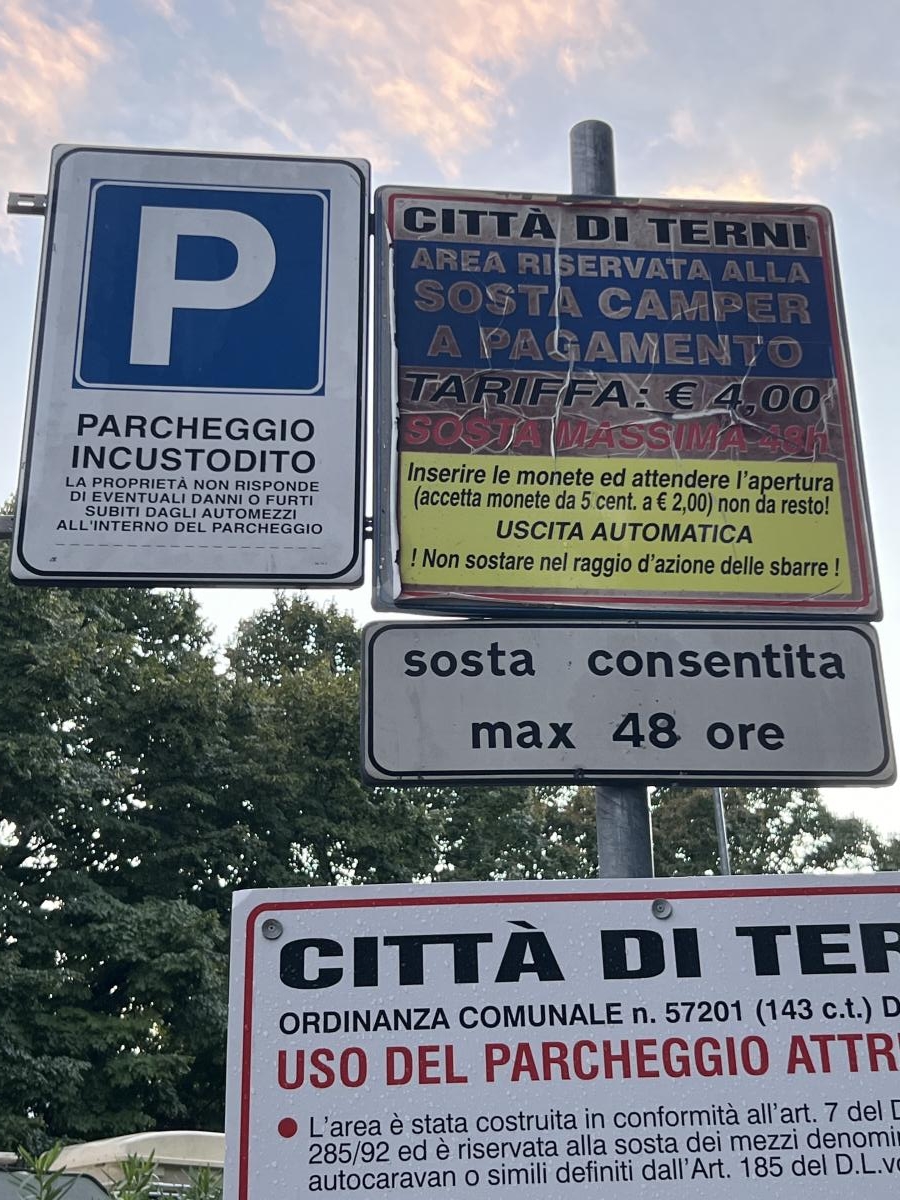 P
PARCHEGGIO
INCUSTODITO
LA PROPRIETÀ NON RISPONDE
DI EVENTUALI DANNI O FURTI
SUBITI DAGLI AUTOMEZZI
ALL'INTERNO DEL PARCHEGGIO
CITTÀ DI TERNI
AREA RISERVATA ALLA
SOSTA CAMPER
A PAGAMENTO
TARIFFA: € 4,00
SOSTA MASSIMA 48h
Inserire le monete ed attendere l'apertura
(accetta monete da 5 cent. a € 2,00) non da resto!
USCITA AUTOMATICA
! Non sostare nel raggio d'azione delle sbarre !
sosta consentita
max 48 ore
CITTÀ DI TER
ORDINANZA COMUNALE n. 57201 (143 c.t.) D
USO DEL PARCHEGGIO ATTR
• L'area è stata costruita in conformità all'art. 7 del D
285/92 ed è riservata alla sosta dei mezzi denomin
autocaravan o simili definiti dall'Art. 185 del D.L.vo